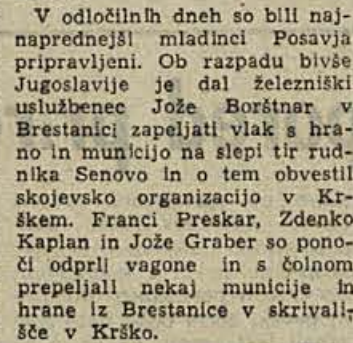 V odločilnih dneh so bili naj-
naprednejši mladinci Posavja
pripravljeni. Ob razpadu bivše
Jugoslavije je dal železniški
uslužbenec Jože Borštnar v
Brestanici zapeljati vlak s hra-
no in municijo na slepi tir rud-
nika Senovo in o tem obvestil
skojevsko organizacijo v Kr-
škem. Franci Preskar, Zdenko
Kaplan in Jože Graber so pono-
či odprli vagone in s čolnom
prepeljali nekaj municije in
hrane iz Brestanice v skrivali-
šče v Krško.